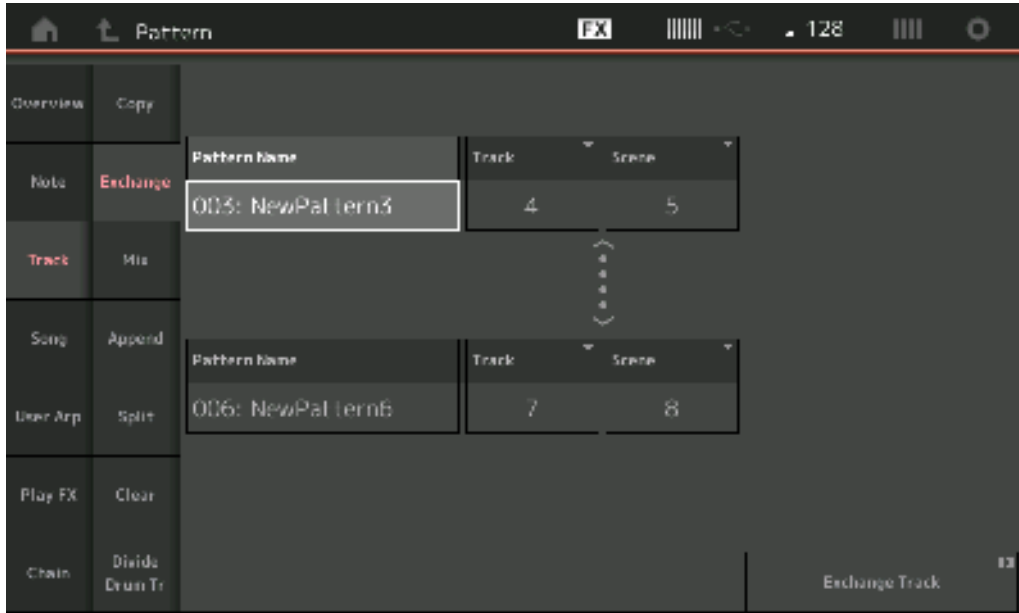 Pattern FX 128
Overview Copy
Pattern Name Track Scene
Note Exchange
003: NewPattern3 4 5
Track Mix
Song Append
Pattern Name Track Scene
006: NewPattern6 7 8
User Arp Split
Play FX Clear
Chain Divide
Drum Tr
Exchange Track